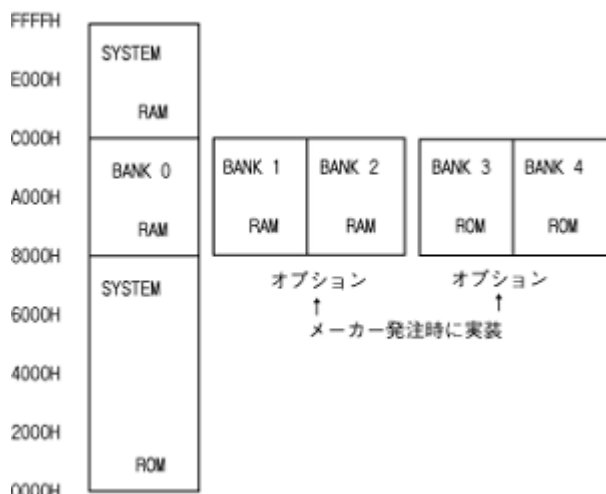 FFFFH
SYSTEM
E000H
RAM
C000H
BANK 0
BANK 1
BANK 2
BANK 3
BANK 4
A000H
RAM
RAM
RAM
ROM
ROM
8000H
SYSTEM
オプション
オプション
6000H
↑
↑
メーカー発注時に実装
4000H
2000H
ROM
0000H